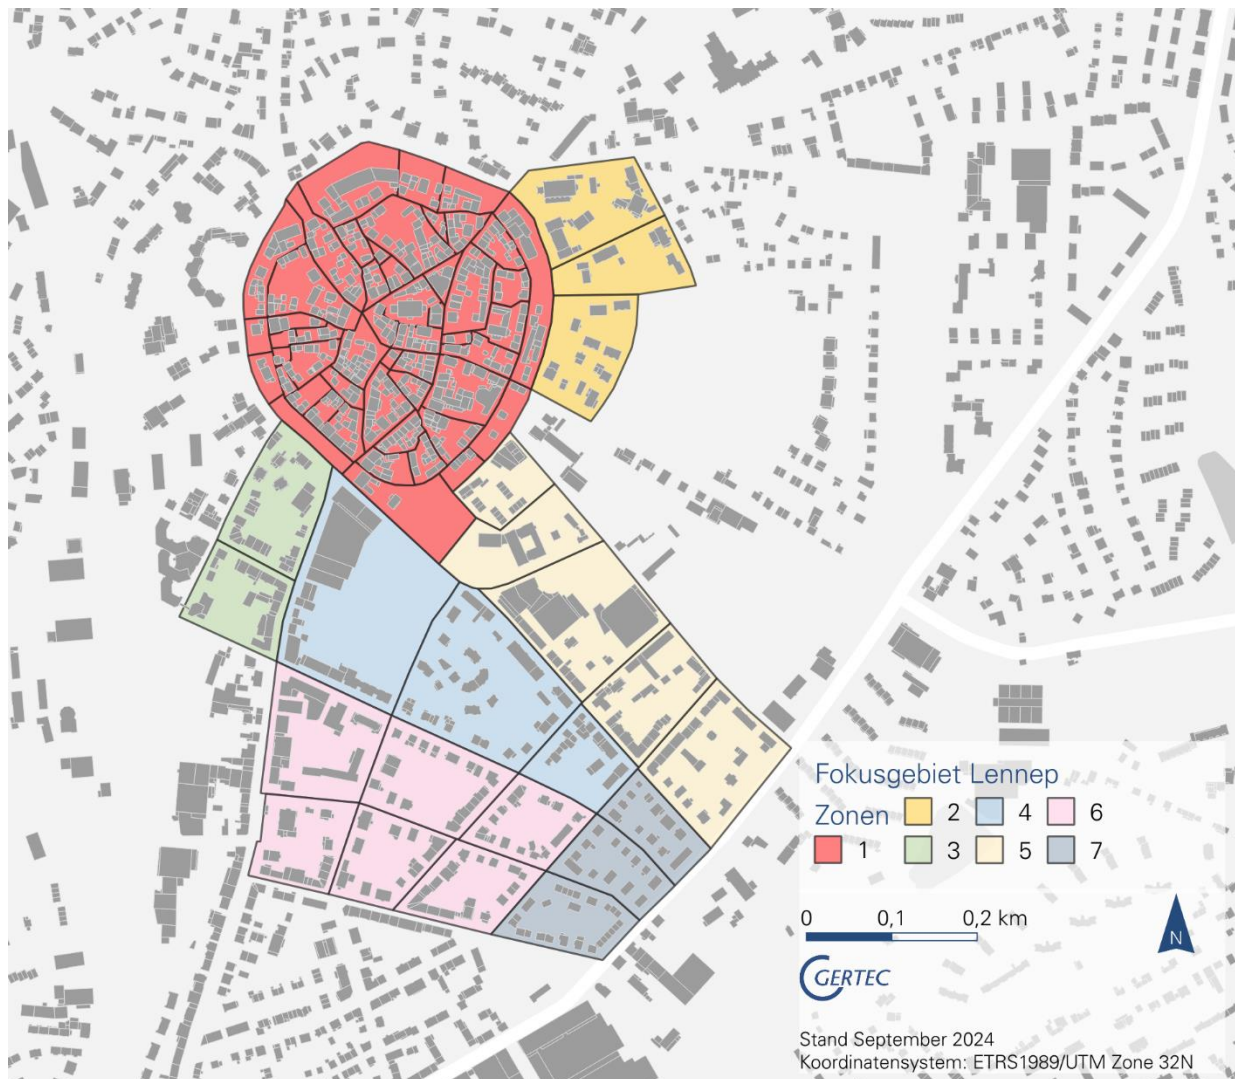 Fokusgebiet Lennep
Zonen
2 4 6
1 3 5 7
0 0,1 0,2 km
N
GERTEC
Stand September 2024
Koordinatensystem: ETRS1989/UTM Zone 32N